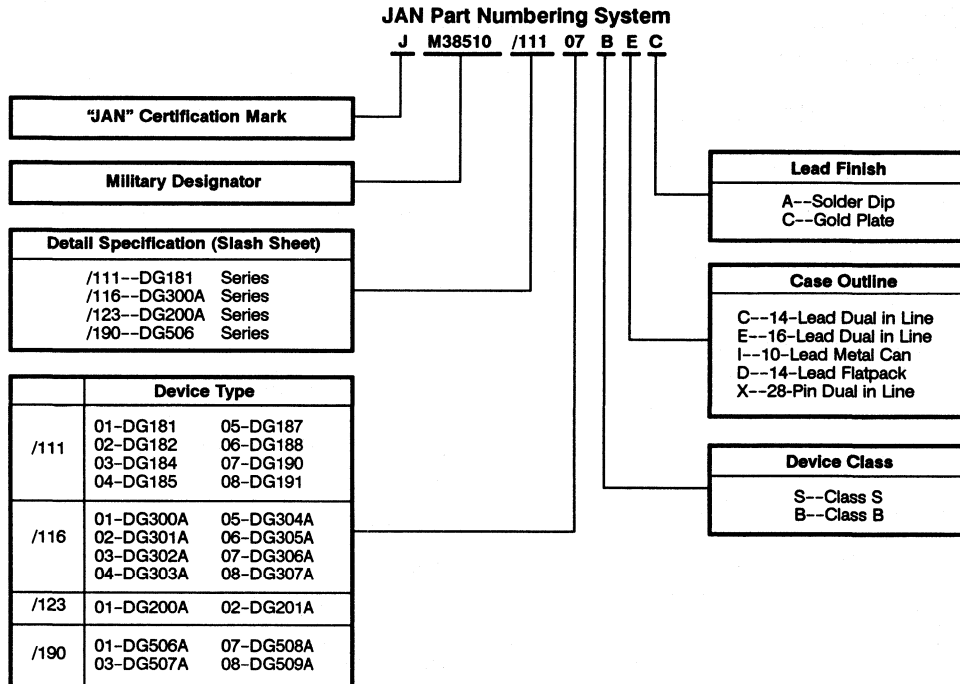 JAN Part Numbering System
J M38510 /111 07 B E C
"JAN" Certification Mark
Military Designator
Detail Specification (Slash Sheet)
/111--DG181 Series
/116--DG300A Series
/123--DG200A Series
/190--DG506 Series
Device Type
/111
01-DG181 05-DG187
02-DG182 06-DG188
03-DG184 07-DG190
04-DG185 08-DG191
/116
01-DG300A 05-DG304A
02-DG301A 06-DG305A
03-DG302A 07-DG306A
04-DG303A 08-DG307A
/123 01-DG200A 02-DG201A
/190
01-DG506A 07-DG508A
03-DG507A 08-DG509A
Lead Finish
A--Solder Dip
C--Gold Plate
Case Outline
C--14-Lead Dual in Line
E--16-Lead Dual in Line
I--10-Lead Metal Can
D--14-Lead Flatpack
X--28-Pin Dual in Line
Device Class
S--Class S
B--Class B